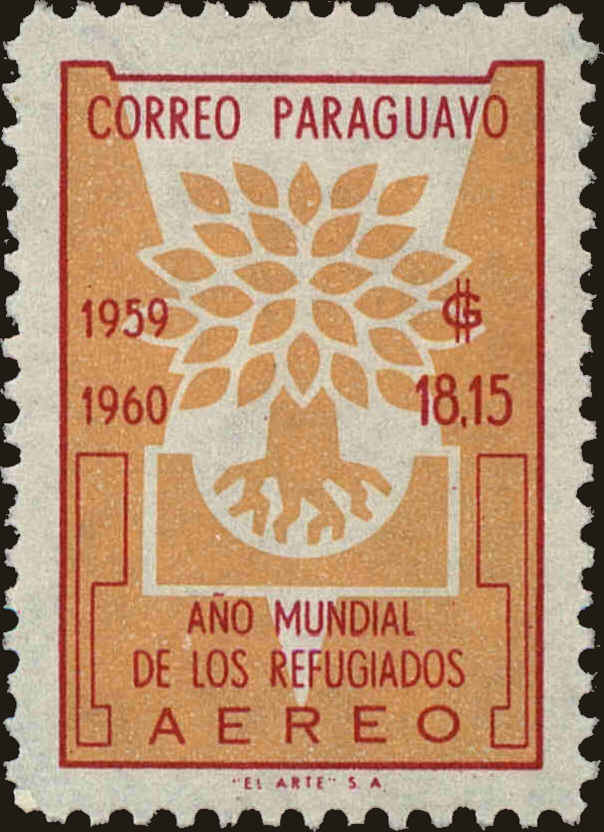 CORREO PARAGUAYO
1959 ₲
1960 18,15
AÑO MUNDIAL
DE LOS REFUGIADOS
AEREO
"EL ARTE" S. A.